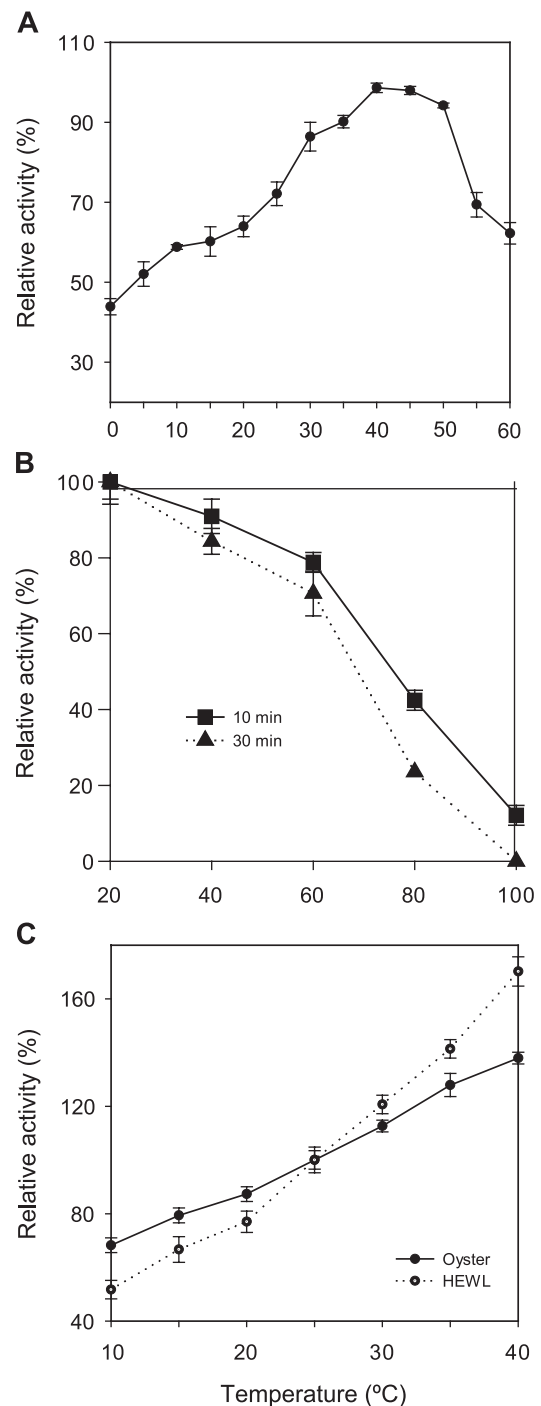 A
Relative activity (%)
110
90
70
50
30
0 10 20 30 40 50 60
B
Relative activity (%)
100
80
60
40
20
0
10 min
30 min
20 40 60 80 100
C
Relative activity (%)
160
120
80
40
Oyster
HEWL
10 20 30 40
Temperature (ºC)